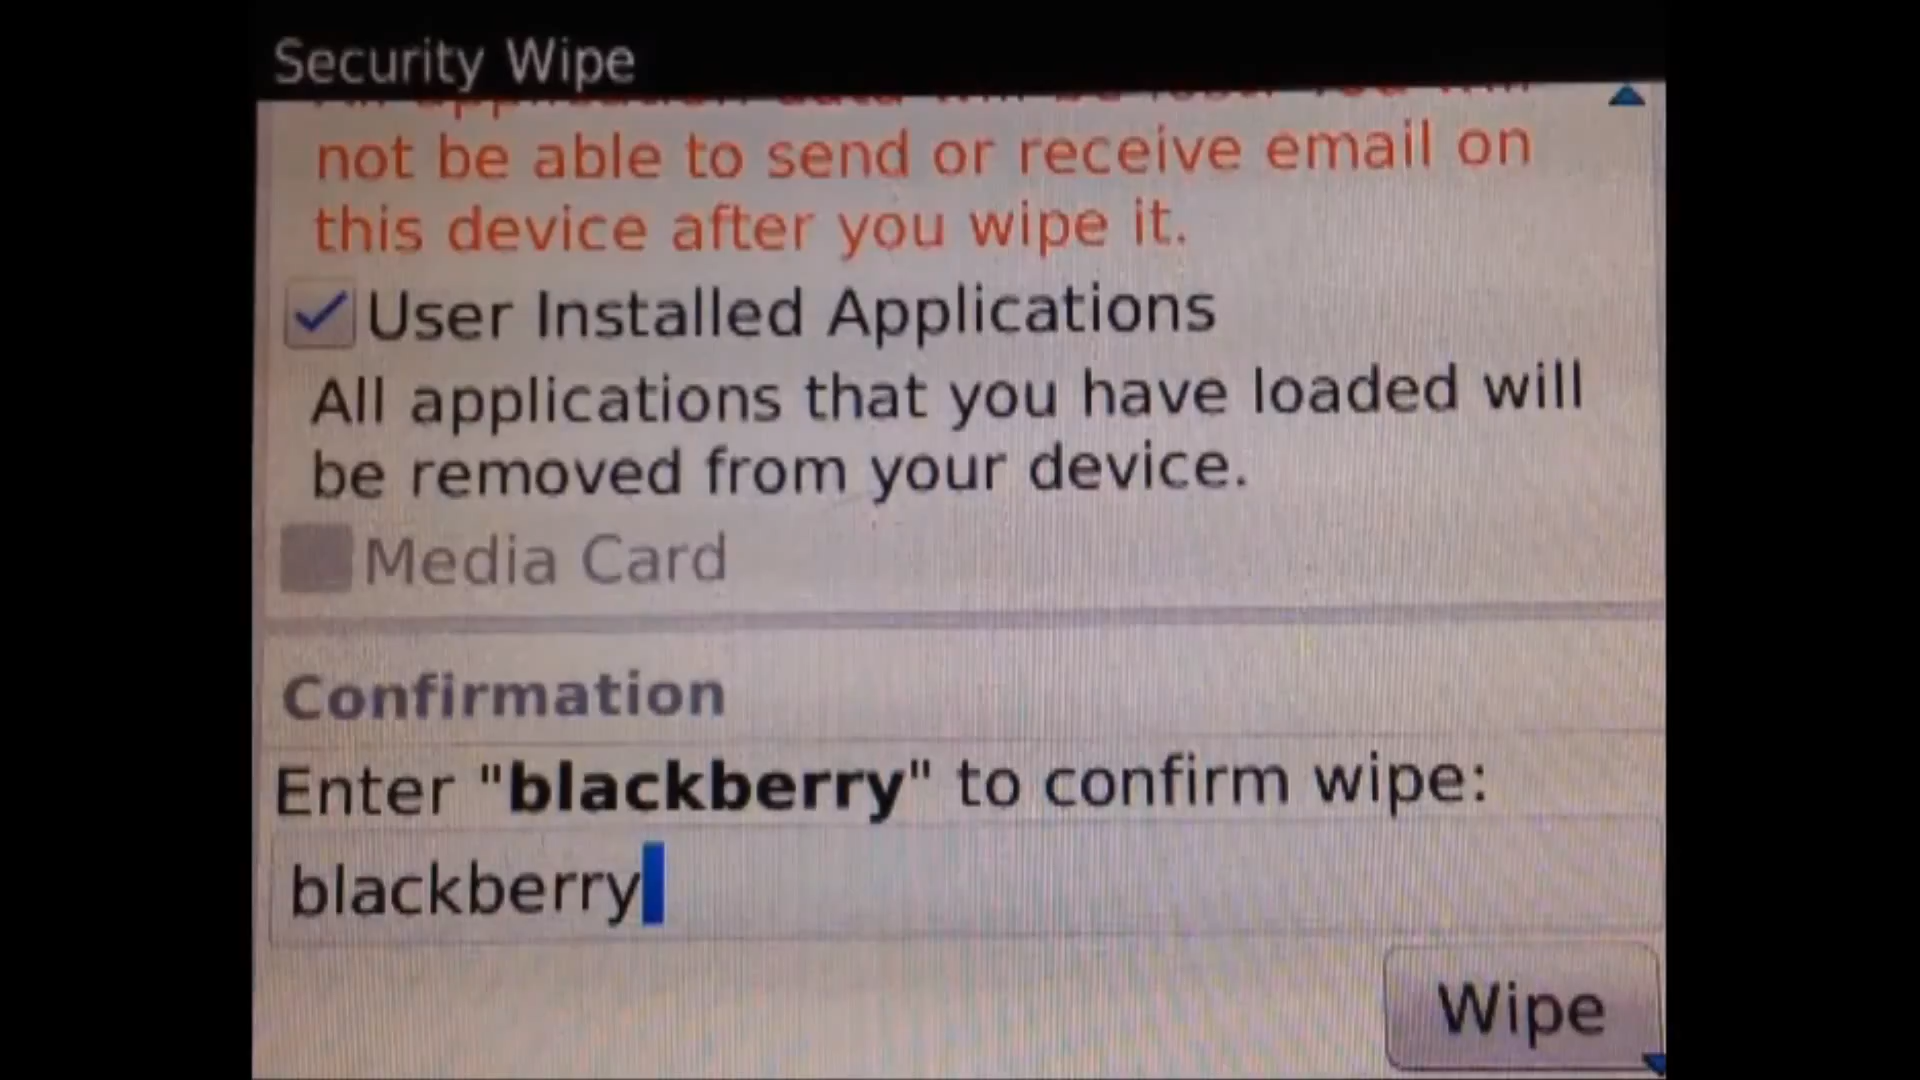 Security Wipe
not be able to send or receive email on
this device after you wipe it.
User Installed Applications
All applications that you have loaded will
be removed from your device.
Media Card
Confirmation
Enter "blackberry" to confirm wipe:
blackberry
Wipe